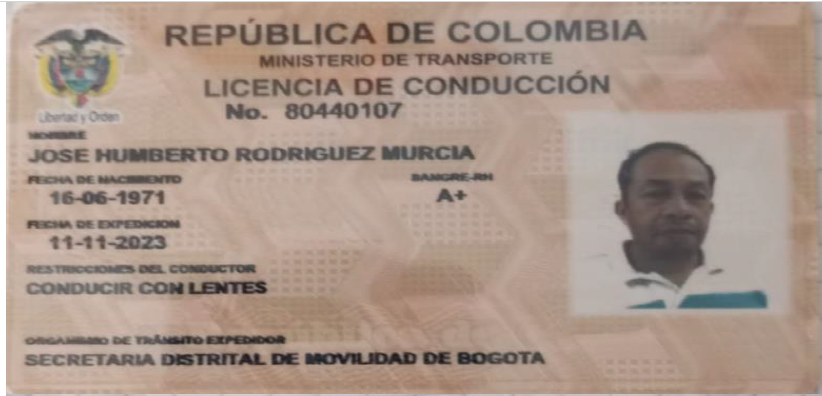 REPÚBLICA DE COLOMBIA
MINISTERIO DE TRANSPORTE
LICENCIA DE CONDUCCIÓN
No. 80440107
Libertad y Orden
NOMBRE
JOSE HUMBERTO RODRIGUEZ MURCIA
FECHA DE NACIMIENTO SANGRE-RH
16-06-1971 A+
FECHA DE EXPEDICION
11-11-2023
RESTRICCIONES DEL CONDUCTOR
CONDUCIR CON LENTES
ORGANISMO DE TRÁNSITO EXPEDIDOR
SECRETARIA DISTRITAL DE MOVILIDAD DE BOGOTA